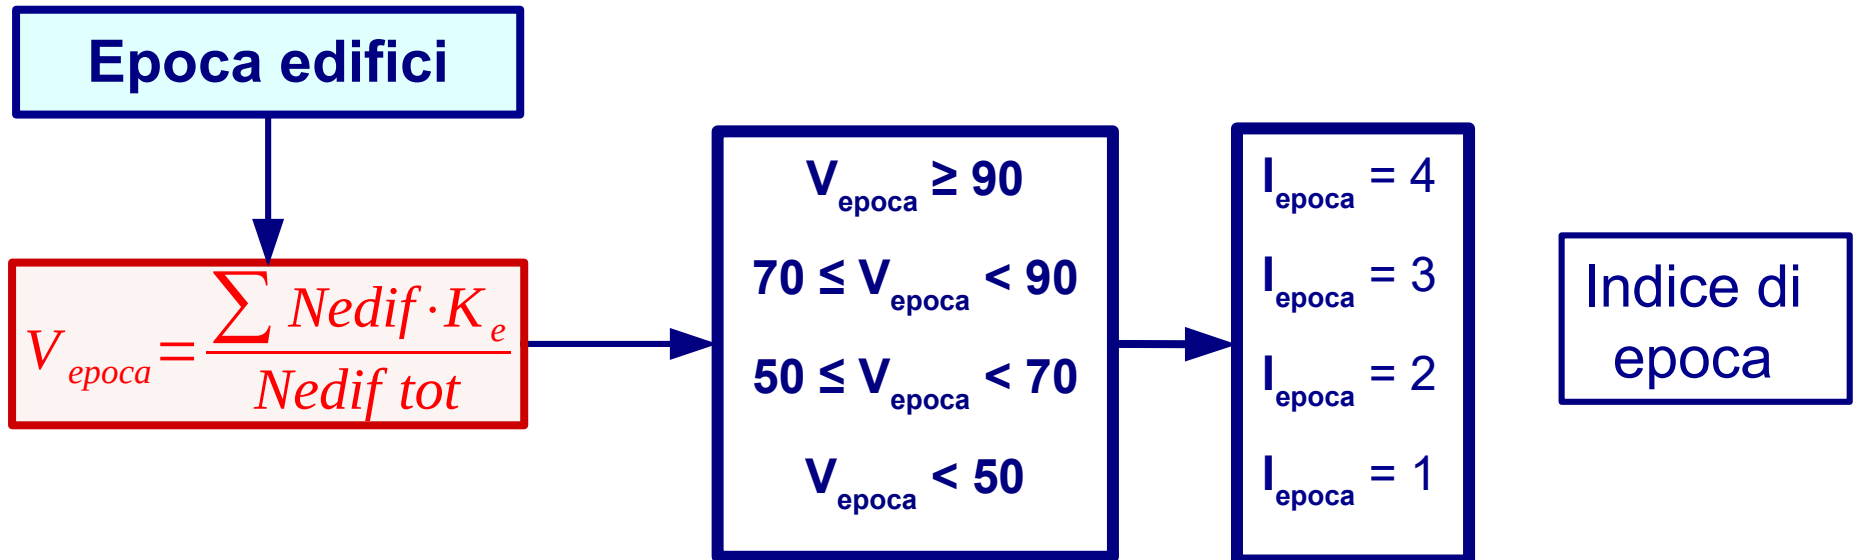 Epoca edifici
V epoca = ∑ Nedif · K e / Nedif tot
V epoca ≥ 90
70 ≤ V epoca < 90
50 ≤ V epoca < 70
V epoca < 50
I epoca = 4
I epoca = 3
I epoca = 2
I epoca = 1
Indice di
epoca